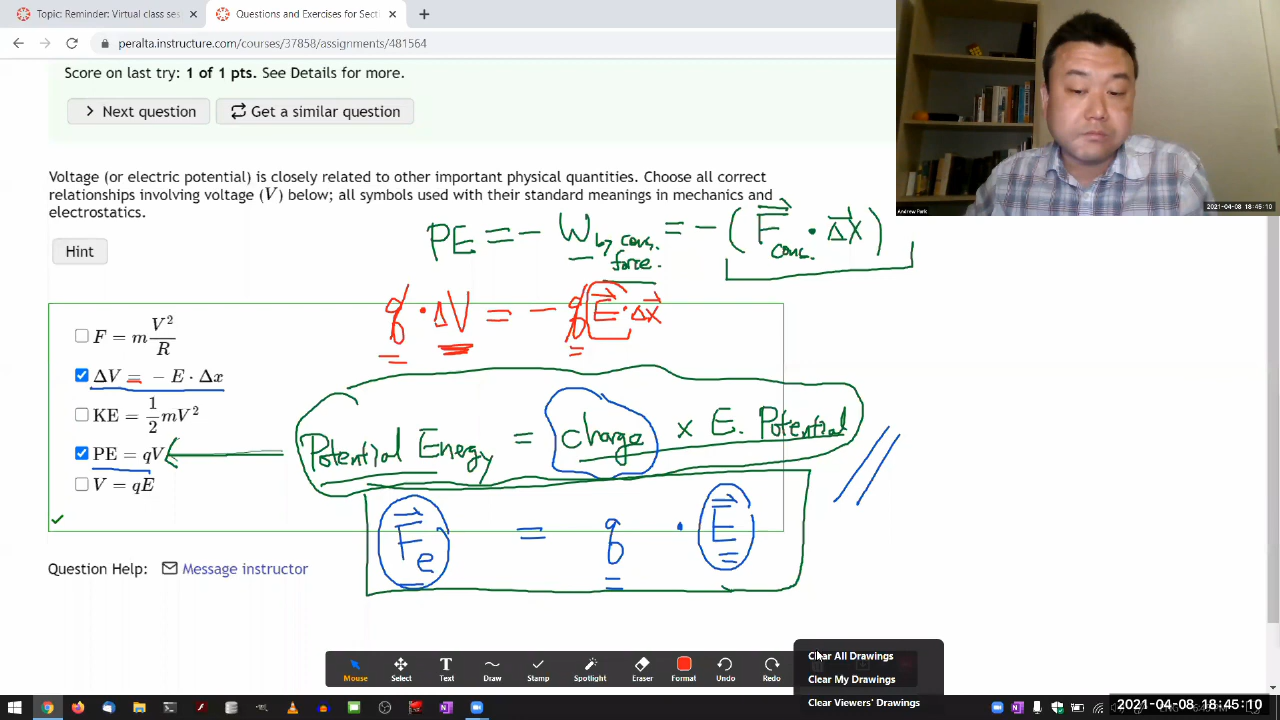 Topic: Reminder: Virtual class ses
Questions and Exercises for Sect
peralta.instructure.com/courses/37858/assignments/481564
Score on last try: 1 of 1 pts. See Details for more.
Next question
Get a similar question
Voltage (or electric potential) is closely related to other important physical quantities. Choose all correct
relationships involving voltage (V) below; all symbols used with their standard meanings in mechanics and
electrostatics.
Hint
PE = - W by cons. force. = - (F cons. · Δx)
q · ΔV = - q E · Δx
F = m V²/R
ΔV = - E · Δx
KE = 1/2 mV²
PE = qV
V = qE
Potential Energy = charge x E. Potential
Fe = q · E
Question Help:
Message instructor
Andrew Park
2021-04-08 18:45:10
Clear All Drawings
Clear My Drawings
Clear Viewers' Drawings
Mouse
Select
Text
Draw
Stamp
Spotlight
Eraser
Format
Undo
Redo
2021-04-08 18:45:10